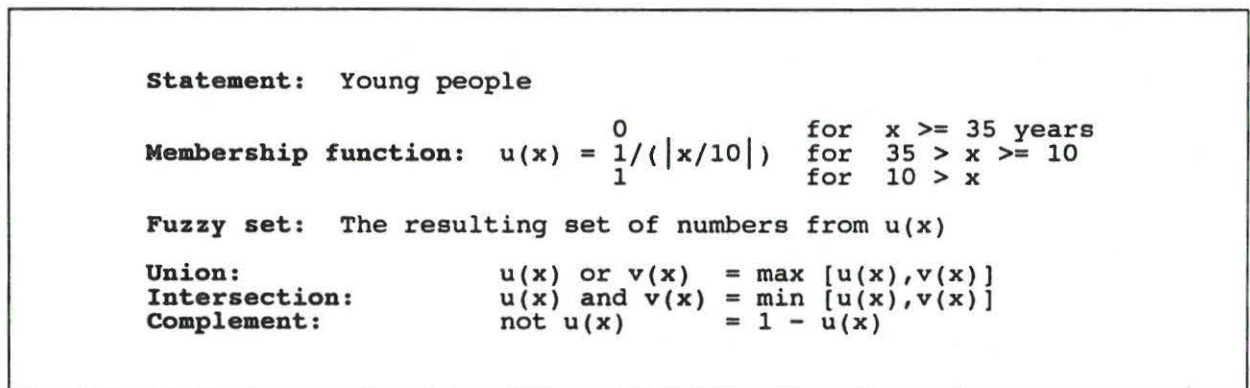 Statement: Young people
0 for x >= 35 years
Membership function: u(x) = 1/(|x/10|) for 35 > x >= 10
1 for 10 > x
Fuzzy set: The resulting set of numbers from u(x)
Union: u(x) or v(x) = max [u(x),v(x)]
Intersection: u(x) and v(x) = min [u(x),v(x)]
Complement: not u(x) = 1 - u(x)